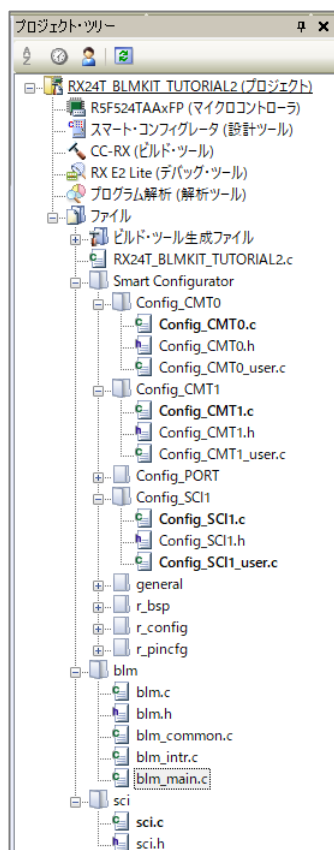 プロジェクト・ツリー
RX24T_BLMKIT_TUTORIAL2 (プロジェクト)
R5F524TAAxFP (マイクロコントローラ)
スマート・コンフィグレータ (設計ツール)
CC-RX (ビルド・ツール)
RX E2 Lite (デバッグ・ツール)
プログラム解析 (解析ツール)
ファイル
ビルド・ツール生成ファイル
RX24T_BLMKIT_TUTORIAL2.c
Smart Configurator
Config_CMT0
Config_CMT0.c
Config_CMT0.h
Config_CMT0_user.c
Config_CMT1
Config_CMT1.c
Config_CMT1.h
Config_CMT1_user.c
Config_PORT
Config_SCI1
Config_SCI1.c
Config_SCI1.h
Config_SCI1_user.c
general
r_bsp
r_config
r_pincfg
blm
blm.c
blm.h
blm_common.c
blm_intr.c
blm_main.c
sci
sci.c
sci.h